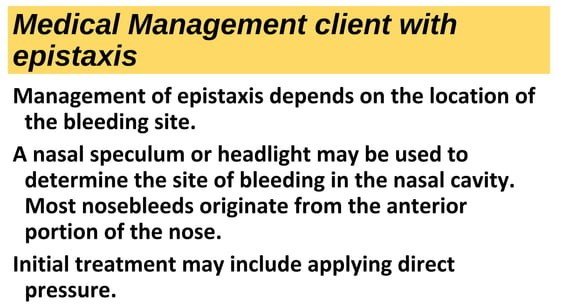 Medical Management client with
epistaxis
Management of epistaxis depends on the location of
the bleeding site.
A nasal speculum or headlight may be used to
determine the site of bleeding in the nasal cavity.
Most nosebleeds originate from the anterior
portion of the nose.
Initial treatment may include applying direct
pressure.